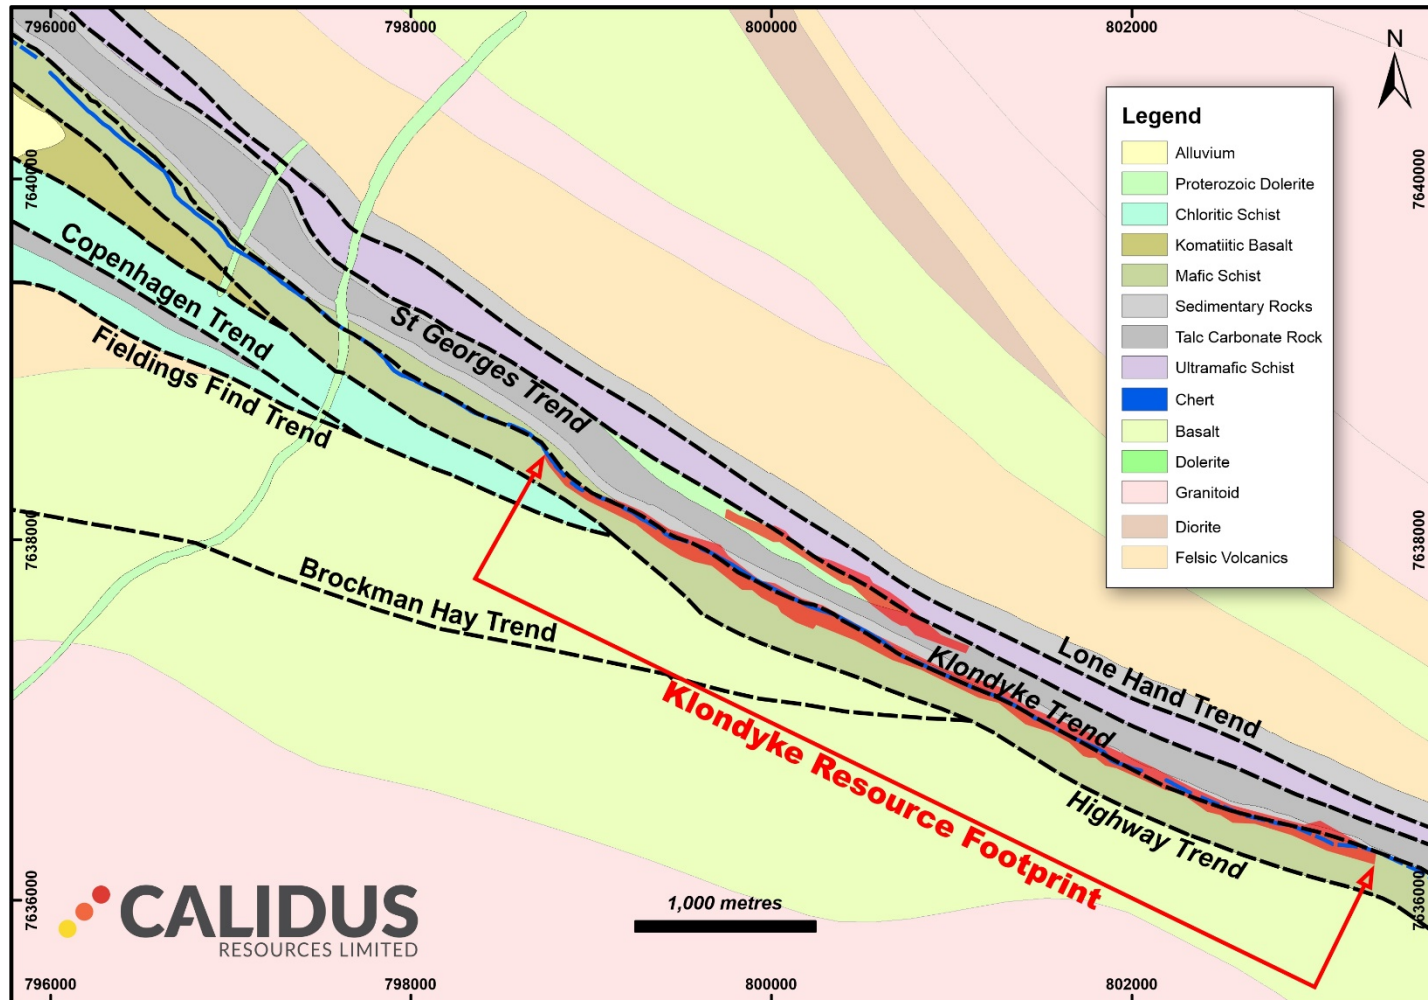 796000
798000
800000
802000
N
Legend
Alluvium
Proterozoic Dolerite
Chloritic Schist
Komatiitic Basalt
Mafic Schist
Sedimentary Rocks
Talc Carbonate Rock
Ultramafic Schist
Chert
Basalt
Dolerite
Granitoid
Diorite
Felsic Volcanics
7640000
7640000
Copenhagen Trend
Fieldings Find Trend
St Georges Trend
7638000
7638000
Brockman Hay Trend
Klondyke Trend
Lone Hand Trend
Highway Trend
Klondyke Resource Footprint
7636000
7636000
CALIDUS
RESOURCES LIMITED
1,000 metres
796000
798000
800000
802000